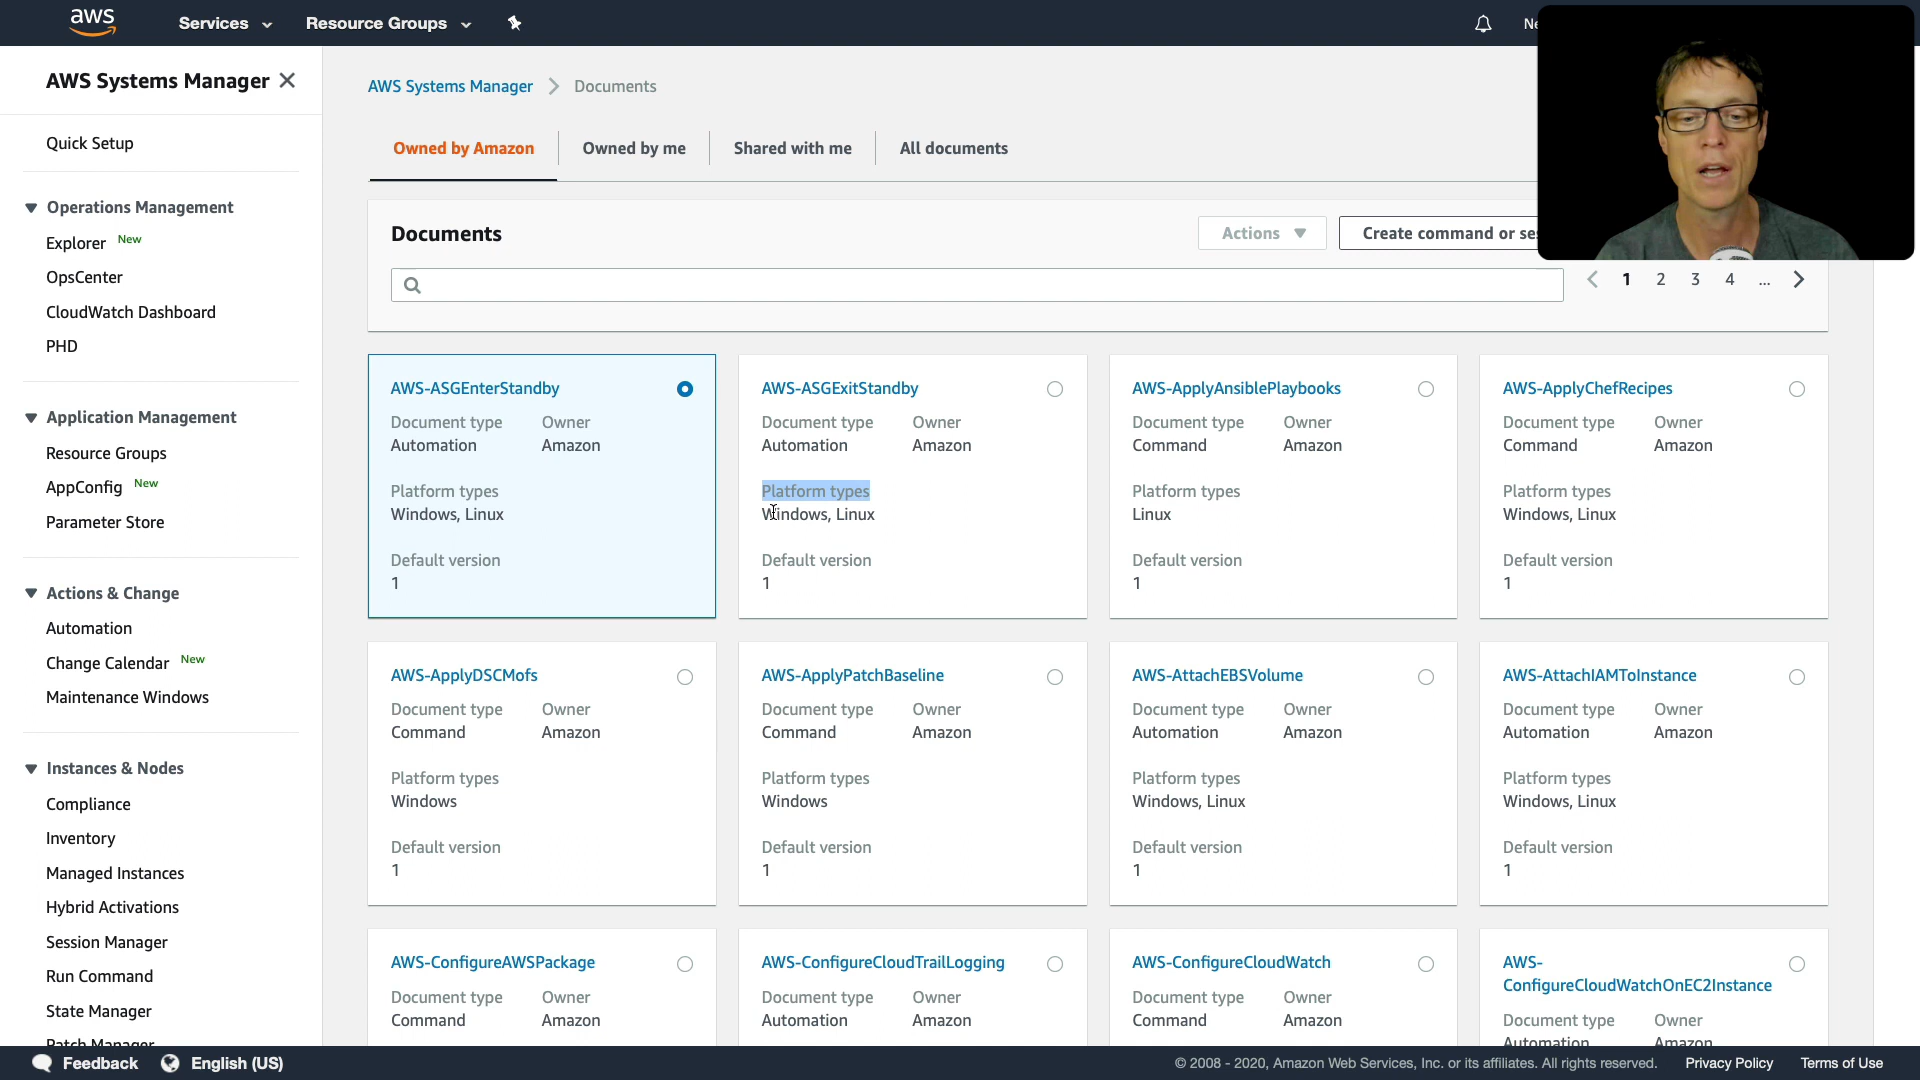 aws
Services
Resource Groups
AWS Systems Manager
Quick Setup
Operations Management
Explorer New
OpsCenter
CloudWatch Dashboard
PHD
Application Management
Resource Groups
AppConfig New
Parameter Store
Actions & Change
Automation
Change Calendar New
Maintenance Windows
Instances & Nodes
Compliance
Inventory
Managed Instances
Hybrid Activations
Session Manager
Run Command
State Manager
Patch Manager
AWS Systems Manager > Documents
Owned by Amazon
Owned by me
Shared with me
All documents
Documents
Actions
Create command or
1 2 3 4 ...
AWS-ASGEnterStandby
Document type Owner
Automation Amazon
Platform types
Windows, Linux
Default version
1
AWS-ASGExitStandby
Document type Owner
Automation Amazon
Platform types
Windows, Linux
Default version
1
AWS-ApplyAnsiblePlaybooks
Document type Owner
Command Amazon
Platform types
Linux
Default version
1
AWS-ApplyChefRecipes
Document type Owner
Command Amazon
Platform types
Windows, Linux
Default version
1
AWS-ApplyDSCMofs
Document type Owner
Command Amazon
Platform types
Windows
Default version
1
AWS-ApplyPatchBaseline
Document type Owner
Command Amazon
Platform types
Windows
Default version
1
AWS-AttachEBSVolume
Document type Owner
Automation Amazon
Platform types
Windows, Linux
Default version
1
AWS-AttachIAMToInstance
Document type Owner
Automation Amazon
Platform types
Windows, Linux
Default version
1
AWS-ConfigureAWSPackage
Document type Owner
Command Amazon
AWS-ConfigureCloudTrailLogging
Document type Owner
Automation Amazon
AWS-ConfigureCloudWatch
Document type Owner
Command Amazon
AWS-
ConfigureCloudWatchOnEC2Instance
Document type Owner
Automation Amazon
Feedback
English (US)
© 2008 - 2020, Amazon Web Services, Inc. or its affiliates. All rights reserved.
Privacy Policy
Terms of Use